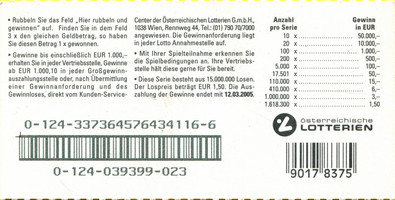 • Rubbeln Sie das Feld „Hier rubbeln und
gewinnen" auf. Finden Sie in dem Feld
3 x den gleichen Geldbetrag, so haben
Sie diesen Betrag 1 x gewonnen.
• Gewinne bis einschließlich EUR 1.000,–
erhalten Sie in jeder Vertriebsstelle, Gewinne
ab EUR 1.000,10 in jeder Großgewinn-
auszahlungsstelle oder, nach Übermittlung
einer Gewinnanforderung und des
Gewinnloses, direkt vom Kunden-Service-
Center der Österreichischen Lotterien G.m.b.H.,
1038 Wien, Rennweg 44, Tel.: (01) 790 70/7000
angewiesen. Die Gewinnanforderung liegt
in jeder Lotto Annahmestelle auf.
• Mit Ihrer Spielteilnahme erkennen Sie
die Spielbedingungen an. Ihre Vertriebs-
stelle hält diese gerne für Sie bereit.
• Diese Serie besteht aus 15.000.000 Losen.
Der Lospreis beträgt EUR 1,50. Die Aus-
zahlung der Gewinne endet mit 12.03.2005.
Anzahl Gewinne
pro Serie in EUR
10 x 50.000,–
10 x 10.000,–
100 x 1.000,–
200 x 500,–
5.000 x 100,–
17.501 x 50,–
110.000 x 10,–
410.000 x 6,–
1.000.000 x 3,–
1.618.300 x 1,50
0-124-337364576434116-6
0-124-039399-023
österreichische
LOTTERIEN
9017 8375